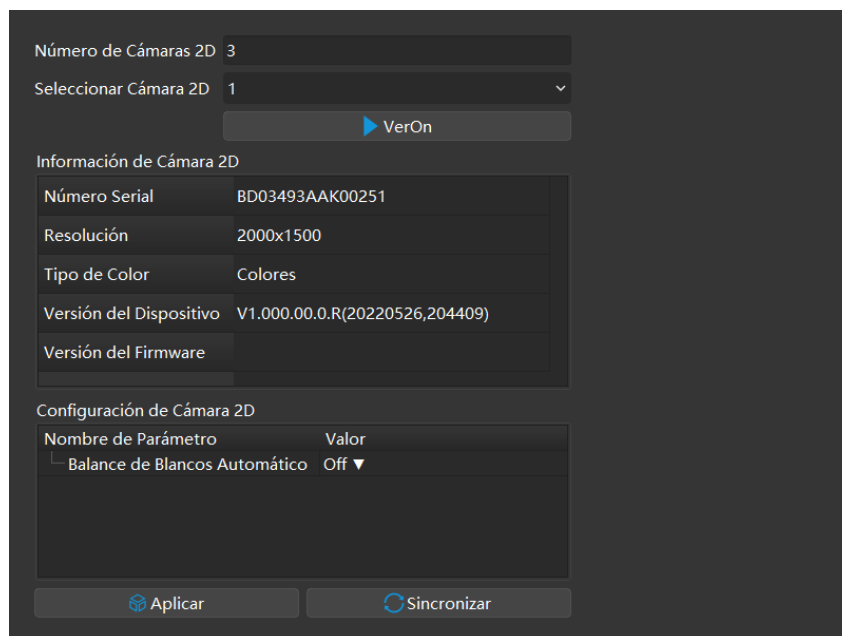 Número de Cámaras 2D 3
Seleccionar Cámara 2D 1
VerOn
Información de Cámara 2D
Número Serial BD03493AAK00251
Resolución 2000x1500
Tipo de Color Colores
Versión del Dispositivo V1.000.00.0.R(20220526,204409)
Versión del Firmware
Configuración de Cámara 2D
Nombre de Parámetro Valor
Balance de Blancos Automático Off ▼
Aplicar Sincronizar